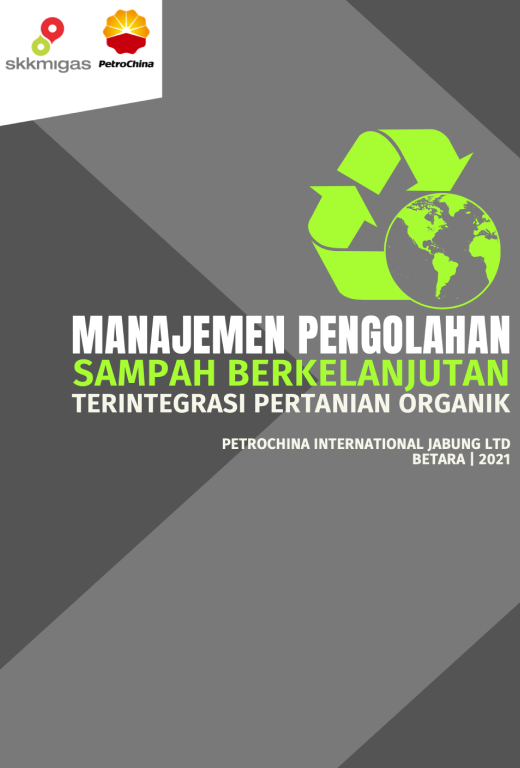 skkmigas
PetroChina
MANAJEMEN PENGOLAHAN
SAMPAH BERKELANJUTAN
TERINTEGRASI PERTANIAN ORGANIK
PETROCHINA INTERNATIONAL JABUNG LTD
BETARA | 2021